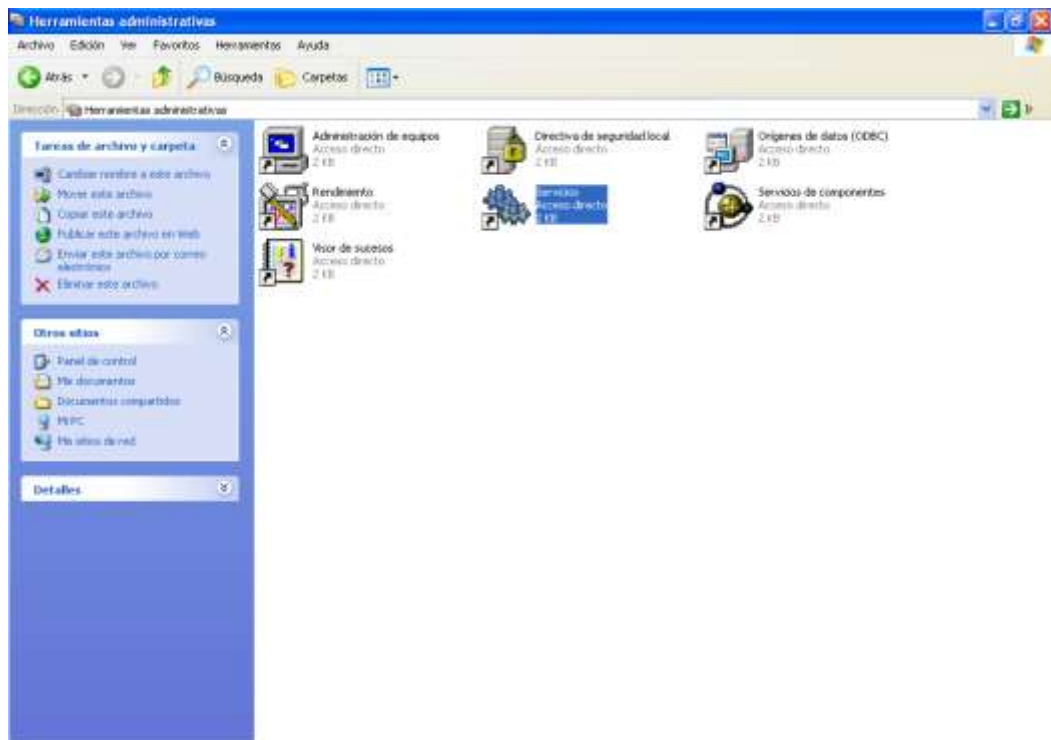 Herramientas administrativas
Archivo Edición Ver Favoritos Herramientas Ayuda
Atrás Búsqueda Carpetas
Dirección Herramientas administrativas
Tareas de archivo y carpeta
Cambiar nombre a este archivo
Mover este archivo
Copiar este archivo
Publicar este archivo en Web
Enviar este archivo por correo
electrónico
Eliminar este archivo
Otros sitios
Panel de control
Mis documentos
Documentos compartidos
Mi PC
Mis sitios de red
Detalles
Administración de equipos
Acceso directo
2 KB
Directiva de seguridad local
Acceso directo
2 KB
Orígenes de datos (ODBC)
Acceso directo
2 KB
Rendimiento
Acceso directo
2 KB
Servicios
Acceso directo
2 KB
Servicios de componentes
Acceso directo
2 KB
Visor de sucesos
Acceso directo
2 KB